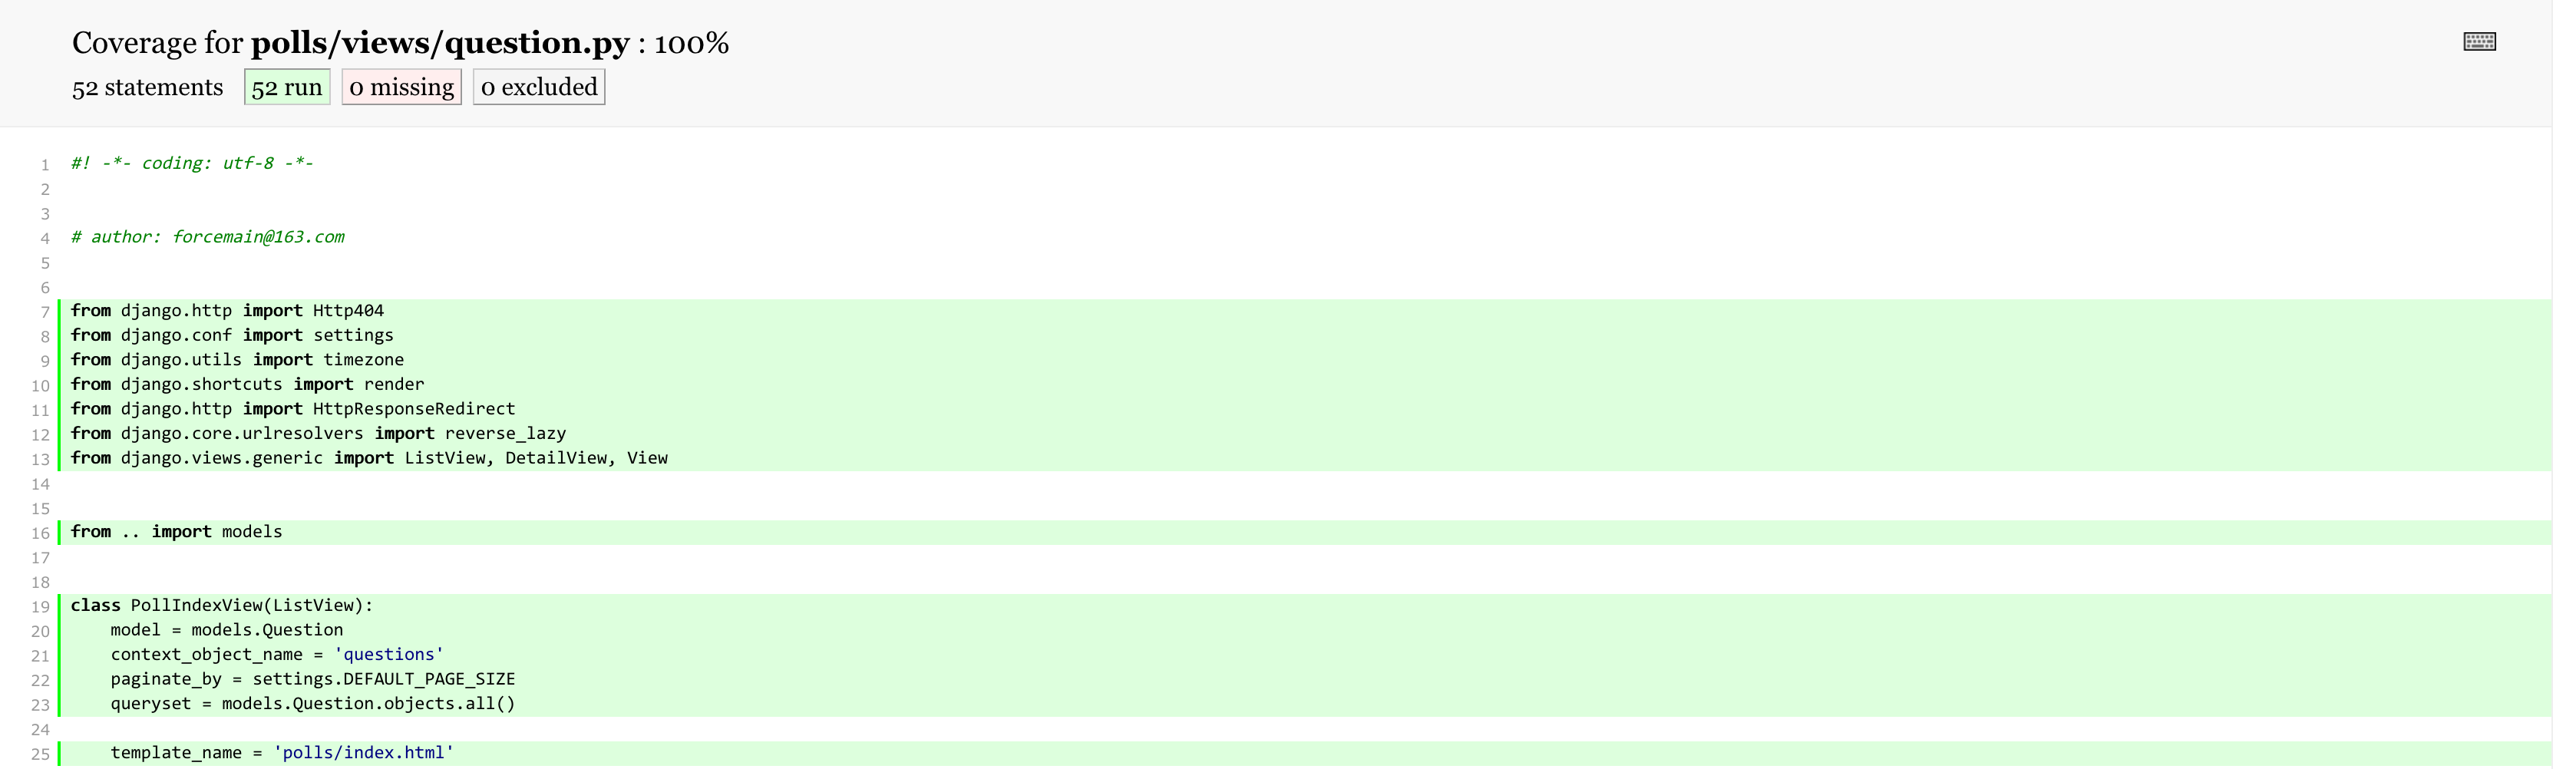 Coverage for polls/views/question.py : 100%
52 statements 52 run 0 missing 0 excluded
1 #! -*- coding: utf-8 -*-
2
3
4 # author: forcemain@163.com
5
6
7 from django.http import Http404
8 from django.conf import settings
9 from django.utils import timezone
10 from django.shortcuts import render
11 from django.http import HttpResponseRedirect
12 from django.core.urlresolvers import reverse_lazy
13 from django.views.generic import ListView, DetailView, View
14
15
16 from .. import models
17
18
19 class PollIndexView(ListView):
20     model = models.Question
21     context_object_name = 'questions'
22     paginate_by = settings.DEFAULT_PAGE_SIZE
23     queryset = models.Question.objects.all()
24
25     template_name = 'polls/index.html'